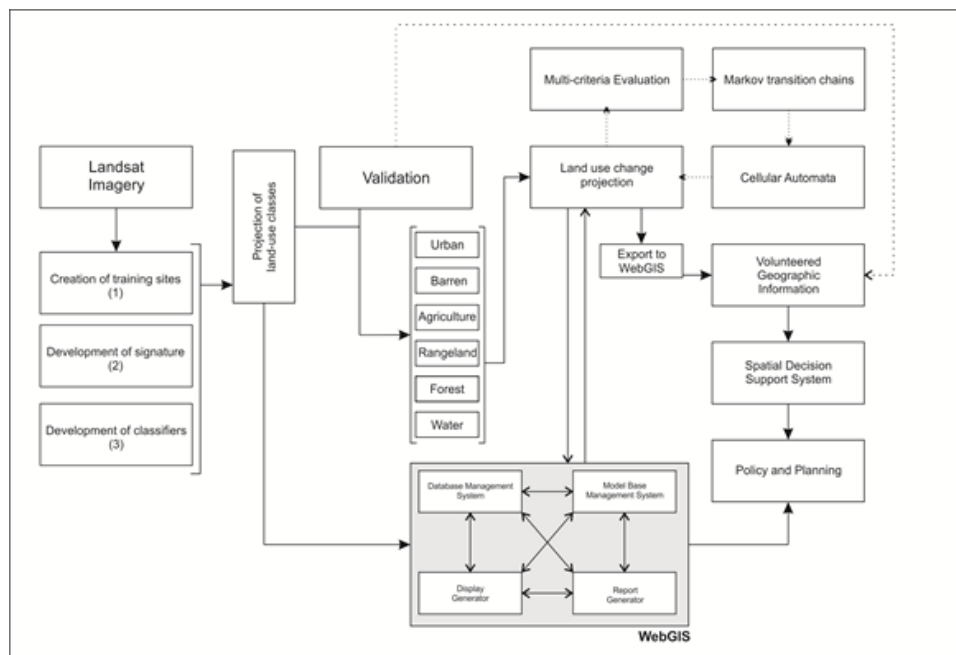 Landsat
Imagery
Creation of training sites
(1)
Development of signature
(2)
Development of classifiers
(3)
Projection of
land-use classes
Validation
Urban
Barren
Agriculture
Rangeland
Forest
Water
Multi-criteria Evaluation
Markov transition chains
Land use change
projection
Cellular Automata
Export to
WebGIS
Volunteered
Geographic
Information
Spatial Decision
Support System
Policy and Planning
Database Management
System
Model Base
Management System
Display
Generator
Report
Generator
WebGIS